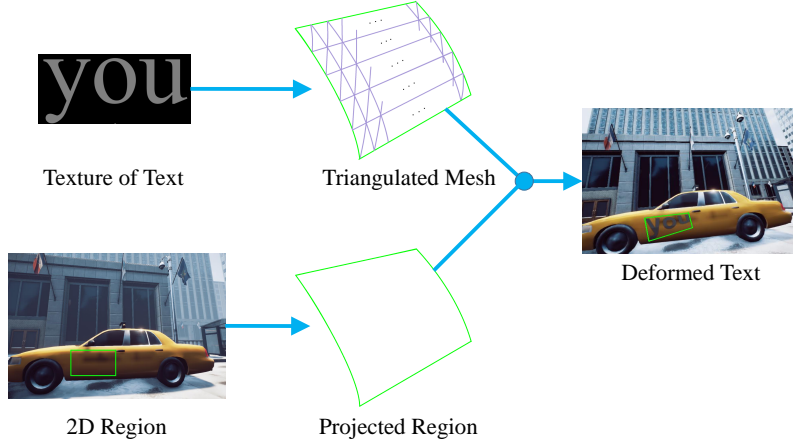 you
Texture of Text
Triangulated Mesh
you
Deformed Text
2D Region
Projected Region